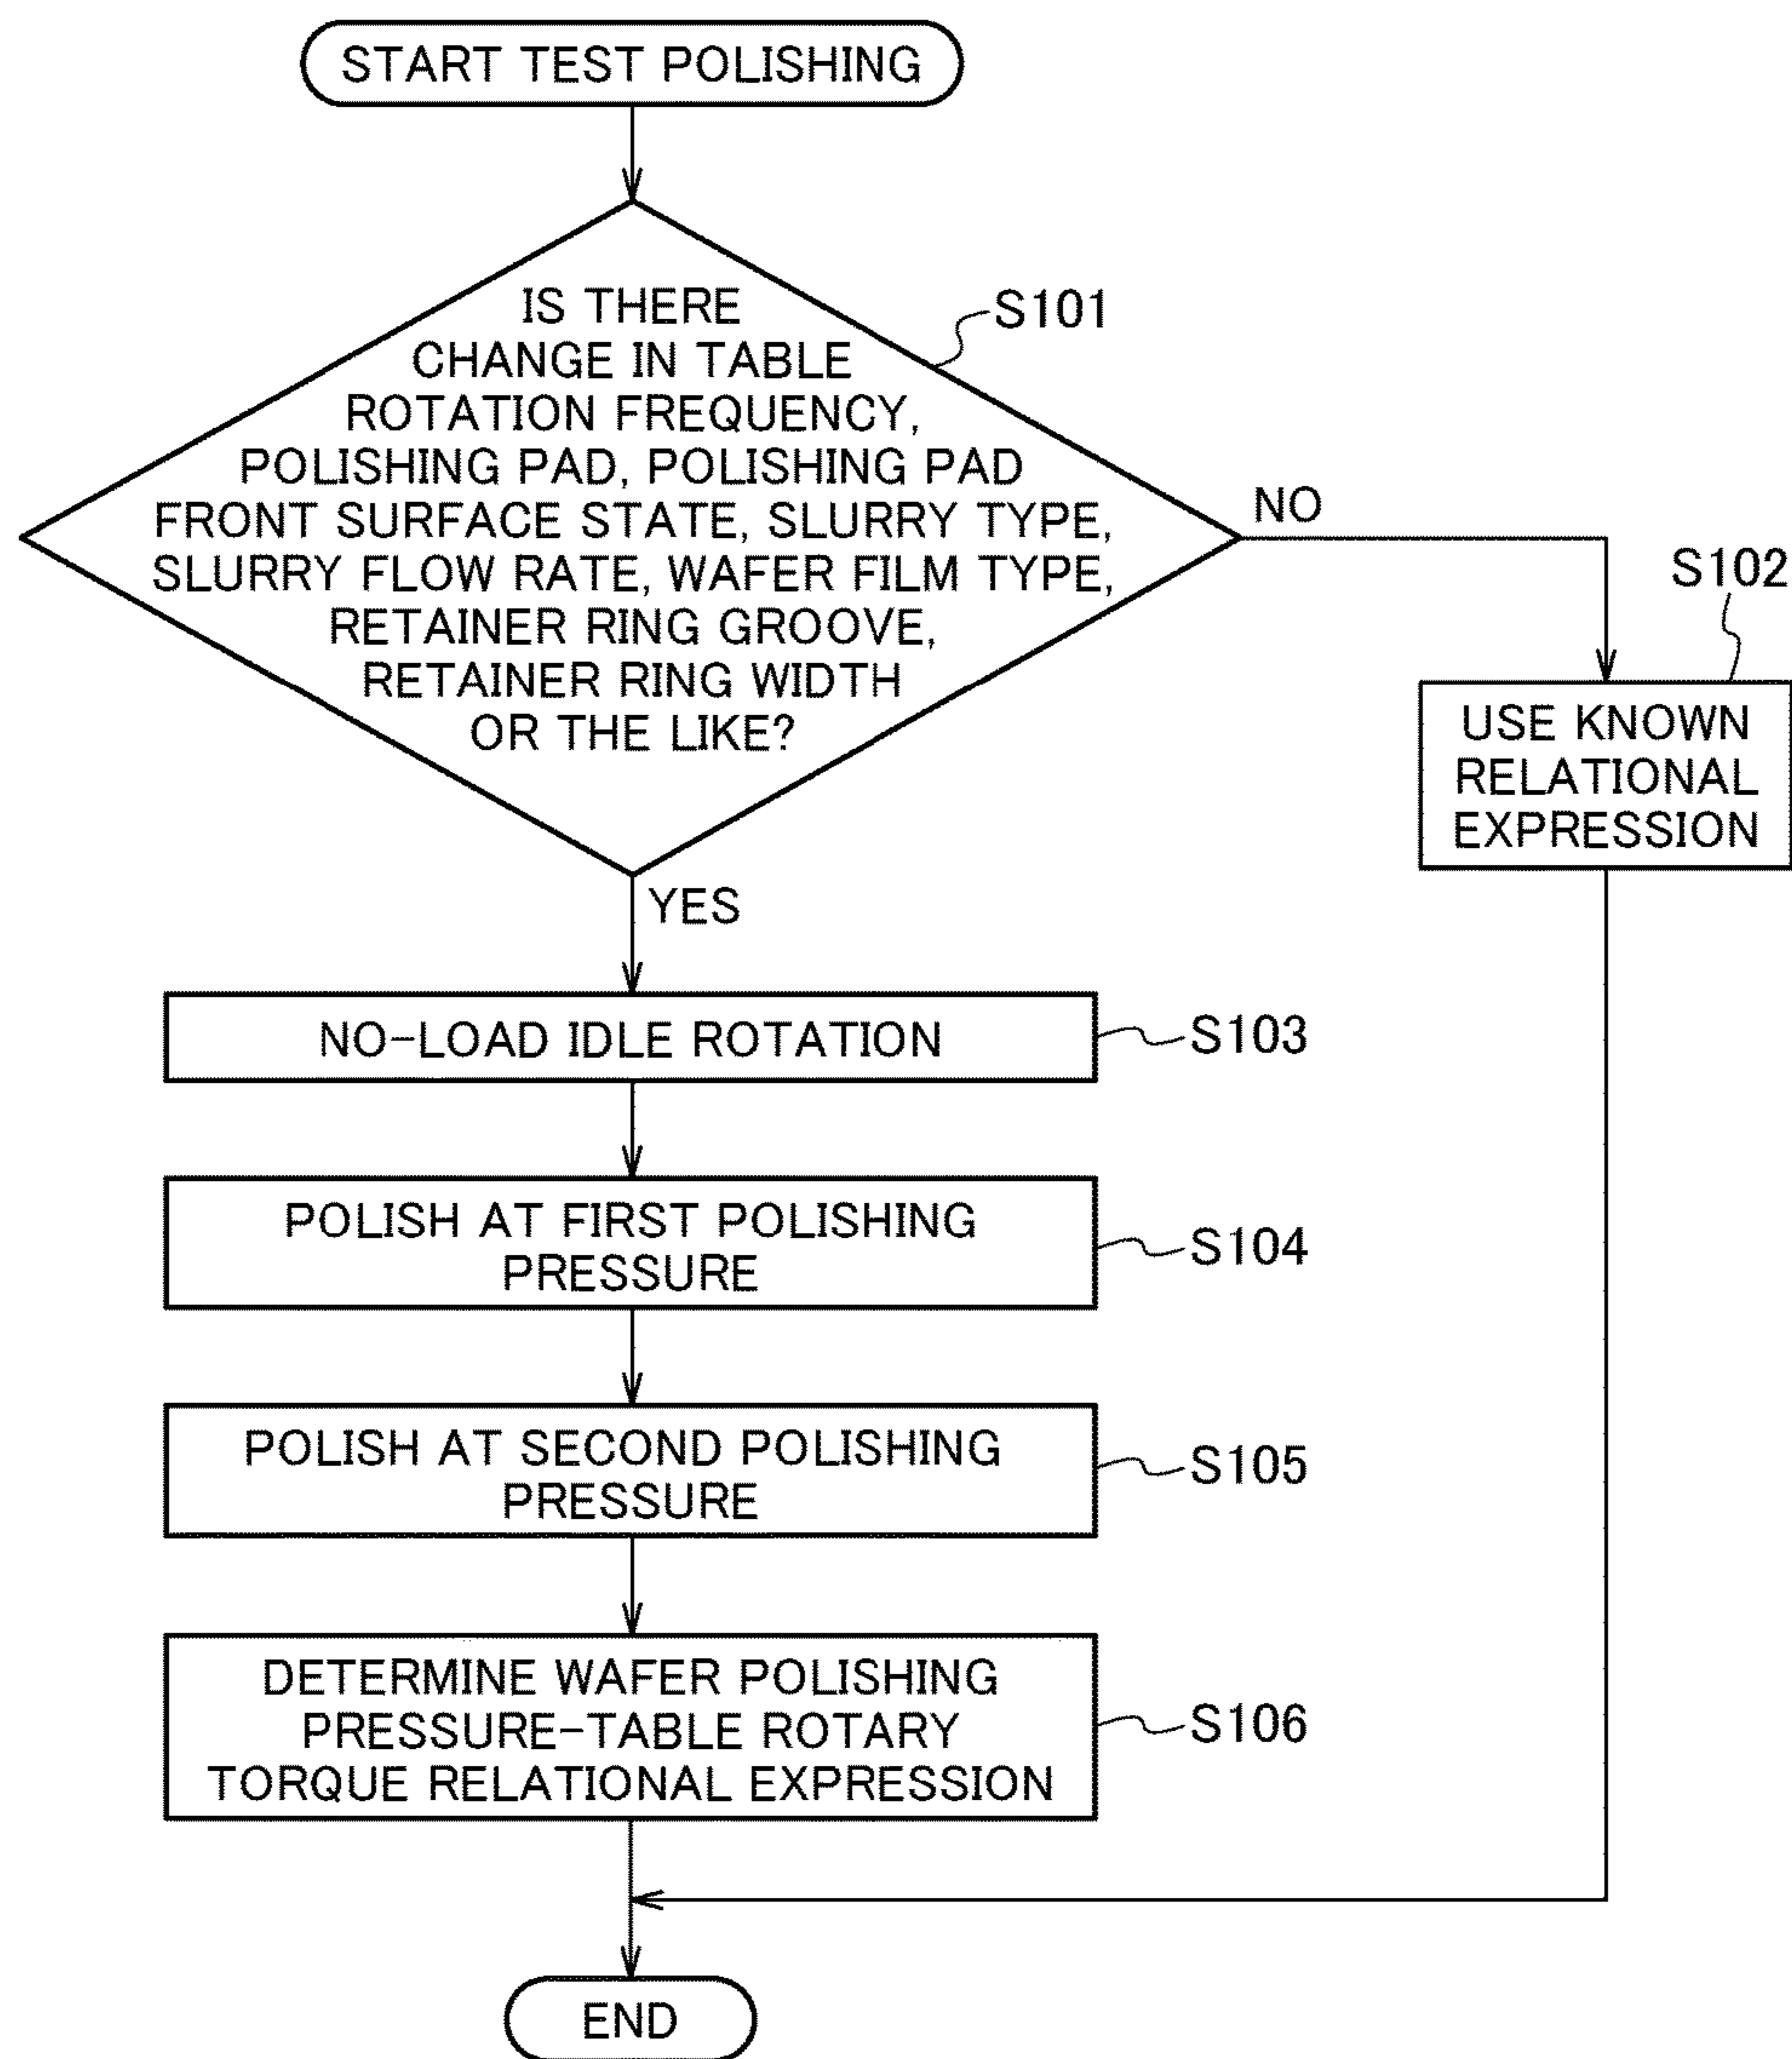 START TEST POLISHING
IS THERE
CHANGE IN TABLE
ROTATION FREQUENCY,
POLISHING PAD, POLISHING PAD
FRONT SURFACE STATE, SLURRY TYPE,
SLURRY FLOW RATE, WAFER FILM TYPE,
RETAINER RING GROOVE,
RETAINER RING WIDTH
OR THE LIKE?
S101
NO
S102
USE KNOWN
RELATIONAL
EXPRESSION
YES
NO-LOAD IDLE ROTATION
S103
POLISH AT FIRST POLISHING
PRESSURE
S104
POLISH AT SECOND POLISHING
PRESSURE
S105
DETERMINE WAFER POLISHING
PRESSURE-TABLE ROTARY
TORQUE RELATIONAL EXPRESSION
S106
END